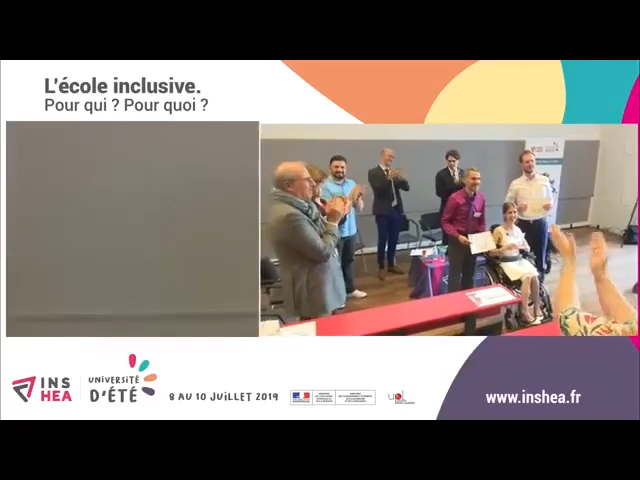 L'école inclusive.
Pour qui ? Pour quoi ?
INS
HEA
UNIVERSITÉ
D'ÉTÉ
8 AU 10 JUILLET 2019
www.inshea.fr